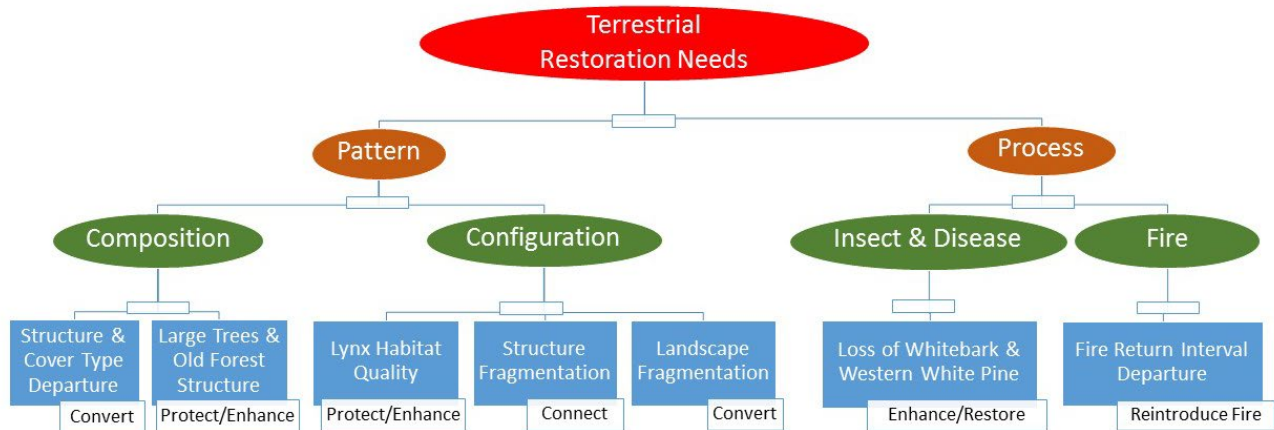 Terrestrial
Restoration Needs
Pattern
Process
Composition
Configuration
Insect & Disease
Fire
Structure &
Cover Type
Departure
Convert
Large Trees &
Old Forest
Structure
Protect/Enhance
Lynx Habitat
Quality
Protect/Enhance
Structure
Fragmentation
Connect
Landscape
Fragmentation
Convert
Loss of Whitebark &
Western White Pine
Enhance/Restore
Fire Return Interval
Departure
Reintroduce Fire